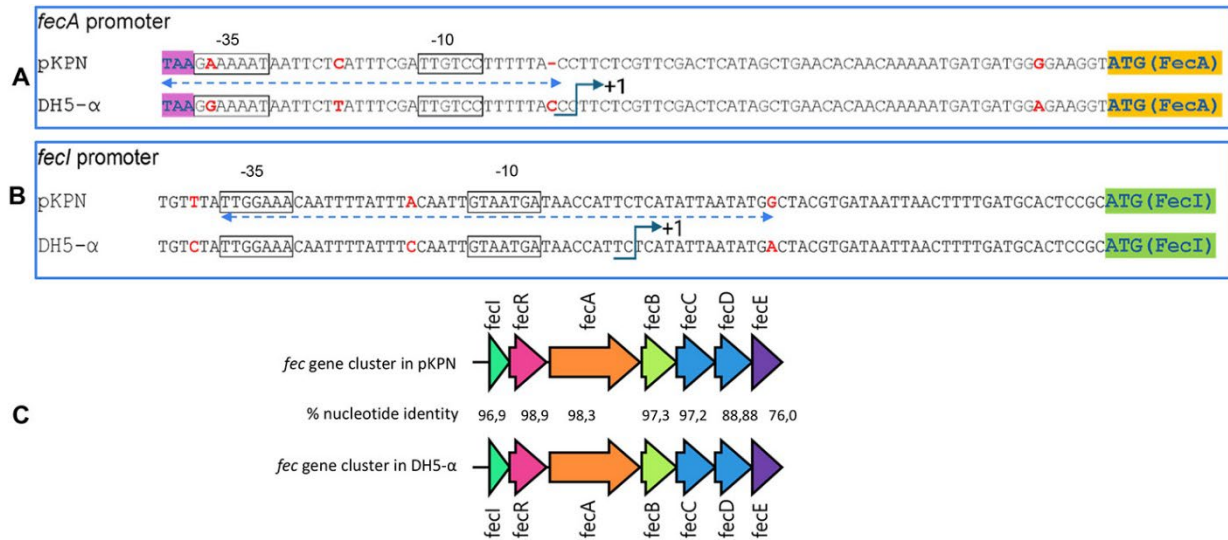 fecA promoter
-35 -10
A
pKPN TAAGAAAAATAATTCTCATTTCGATTGTCCTTTTTA-CCTTCTCGTTCGACTCATAGCTGAACACAACAAAAATGATGATGGGGAAGGTATG(FecA)
+1
DH5-α TAAGGAAAATAATTCTTATTTCGATTGTCCTTTTTACCCTTCTCGTTCGACTCATAGCTGAACACAACAAAAATGATGATGGAGAAGGTATG(FecA)
fecI promoter
-35 -10
B
pKPN TGTTTATTGGAAACAATTTTATTTACAATTGTAATGATAACCATTCTCATATTAATATGGCTACGTGATAATTAACTTTTGATGCACTCCGCATG(FecI)
+1
DH5-α TGTCTATTGGAAACAATTTTATTTCCAATTGTAATGATAACCATTCTCATATTAATATGACTACGTGATAATTAACTTTTGATGCACTCCGCATG(FecI)
fecI fecR fecA fecB fecC fecD fecE
fec gene cluster in pKPN
C
% nucleotide identity 96,9 98,9 98,3 97,3 97,2 88,88 76,0
fec gene cluster in DH5-α
fecI fecR fecA fecB fecC fecD fecE